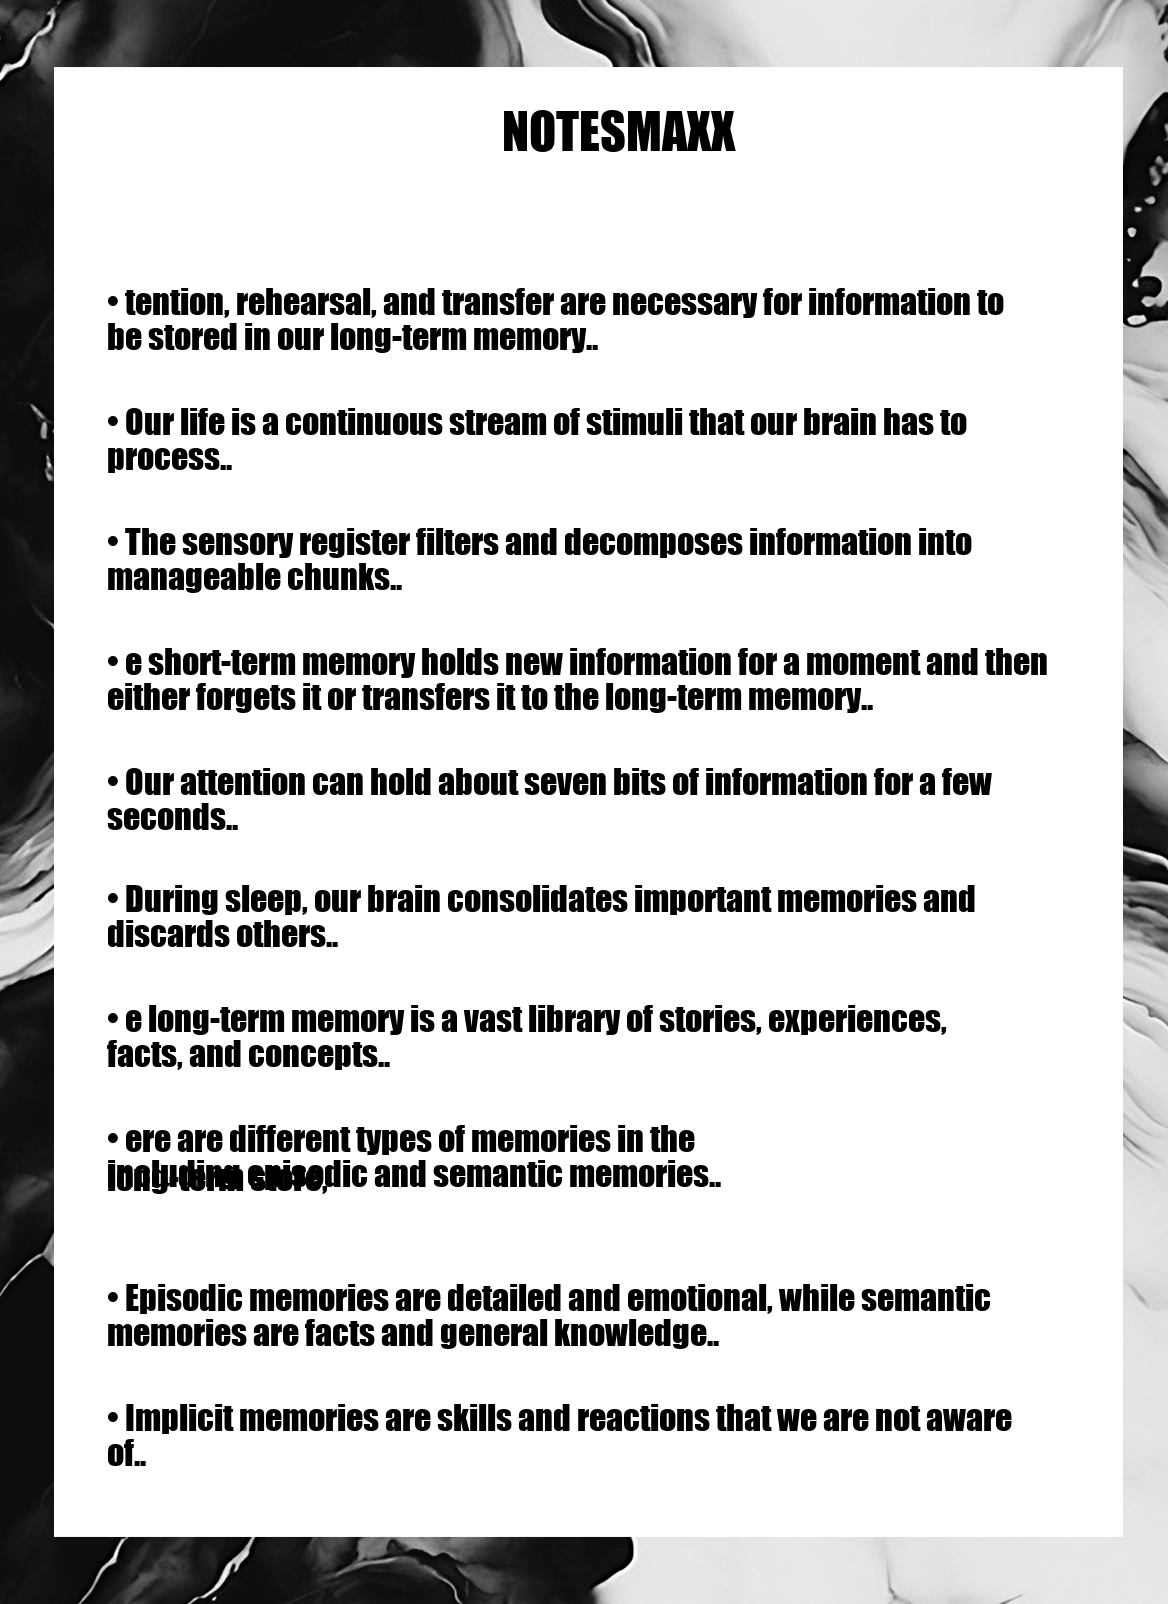 NOTESMAXX
• tention, rehearsal, and transfer are necessary for information to
be stored in our long-term memory..
• Our life is a continuous stream of stimuli that our brain has to
process..
• The sensory register filters and decomposes information into
manageable chunks..
• e short-term memory holds new information for a moment and then
either forgets it or transfers it to the long-term memory..
• Our attention can hold about seven bits of information for a few
seconds..
• During sleep, our brain consolidates important memories and
discards others..
• e long-term memory is a vast library of stories, experiences,
facts, and concepts..
• ere are different types of memories in the
long-term store,
including episodic and semantic memories..
• Episodic memories are detailed and emotional, while semantic
memories are facts and general knowledge..
• Implicit memories are skills and reactions that we are not aware
of..